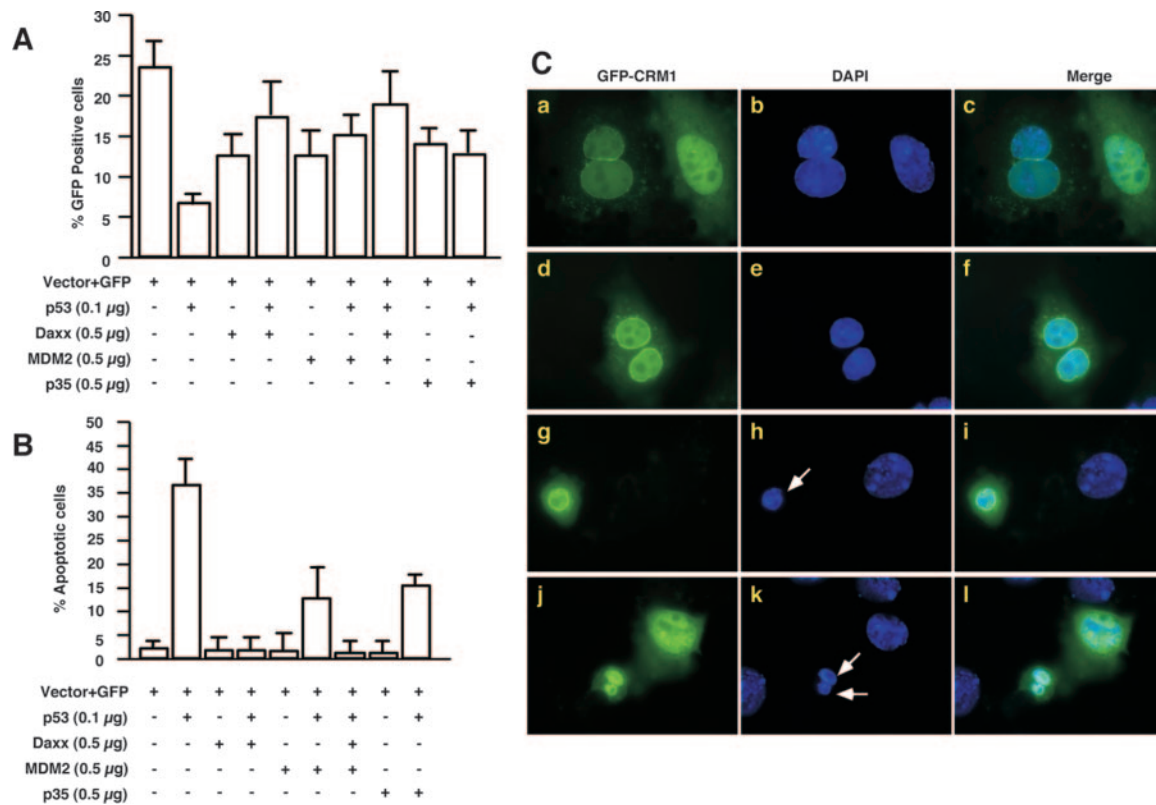 A
30
25
20
15
10
5
0
% GFP Positive cells
Vector+GFP + + + + + + + + +
p53 (0.1 µg) - + - + - + + - +
Daxx (0.5 µg) - - + + - - + - -
MDM2 (0.5 µg) - - - - + + + - -
p35 (0.5 µg) - - - - - - - + +
B
50
45
40
35
30
25
20
15
10
5
0
% Apoptotic cells
Vector+GFP + + + + + + + + +
p53 (0.1 µg) - + - + - + + - +
Daxx (0.5 µg) - - + + - - + - -
MDM2 (0.5 µg) - - - - + + + - -
p35 (0.5 µg) - - - - - - - + +
C
GFP-CRM1 DAPI Merge
a b c
d e f
g h i
j k l